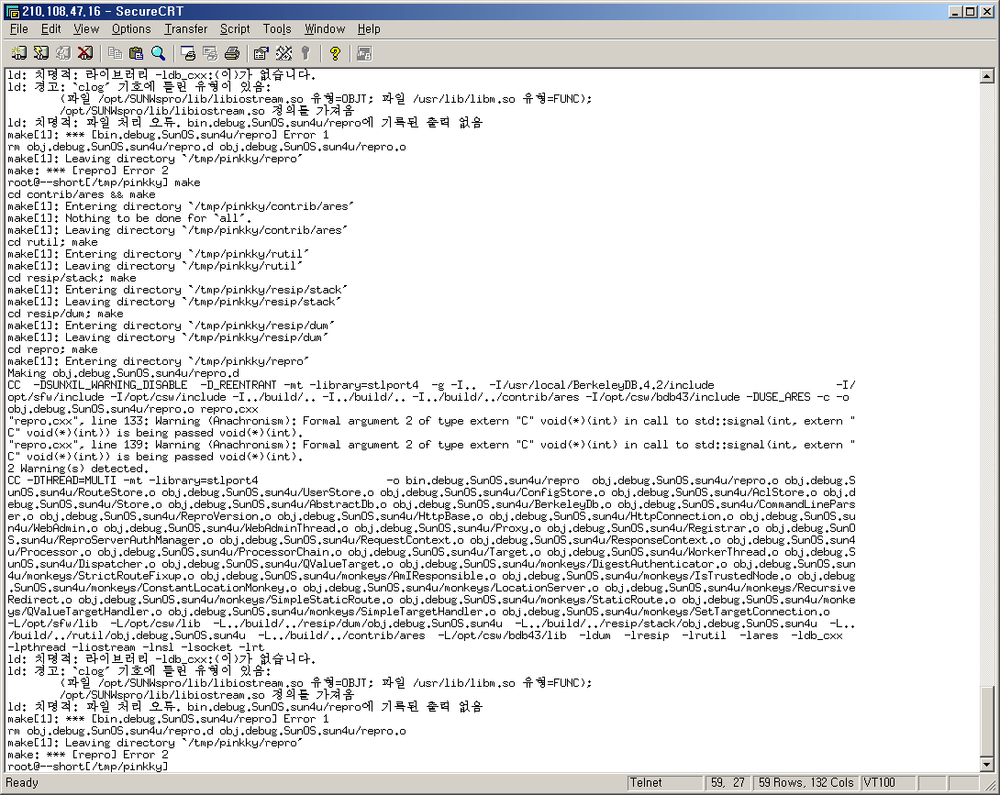 210.108.47.16 - SecureCRT
File Edit View Options Transfer Script Tools Window Help
ld: 치명적: 라이브러리 -ldb_cxx:(이)가 없습니다.
ld: 경고: `clog' 기호에 틀린 유형이 있음:
(파일 /opt/SUNWspro/lib/libiostream.so 유형=OBJT; 파일 /usr/lib/libm.so 유형=FUNC);
/opt/SUNWspro/lib/libiostream.so 정의를 가져옴
ld: 치명적: 파일 처리 오류. bin.debug.SunOS.sun4u/repro에 기록된 출력 없음
make[1]: *** [bin.debug.SunOS.sun4u/repro] Error 1
rm obj.debug.SunOS.sun4u/repro.d obj.debug.SunOS.sun4u/repro.o
make[1]: Leaving directory `/tmp/pinkky/repro'
make: *** [repro] Error 2
root@--short[/tmp/pinkky] make
cd contrib/ares && make
make[1]: Entering directory `/tmp/pinkky/contrib/ares'
make[1]: Nothing to be done for `all'.
make[1]: Leaving directory `/tmp/pinkky/contrib/ares'
cd rutil; make
make[1]: Entering directory `/tmp/pinkky/rutil'
make[1]: Leaving directory `/tmp/pinkky/rutil'
cd resip/stack; make
make[1]: Entering directory `/tmp/pinkky/resip/stack'
make[1]: Leaving directory `/tmp/pinkky/resip/stack'
cd resip/dum; make
make[1]: Entering directory `/tmp/pinkky/resip/dum'
make[1]: Leaving directory `/tmp/pinkky/resip/dum'
cd repro; make
make[1]: Entering directory `/tmp/pinkky/repro'
Making obj.debug.SunOS.sun4u/repro.d
CC -DSUNXIL_WARNING_DISABLE -D_REENTRANT -mt -library=stlport4 -g -I.. -I/usr/local/BerkeleyDB.4.2/include -I/
opt/sfw/include -I/opt/csw/include -I../build/.. -I../build/.. -I../build/../contrib/ares -I/opt/csw/bdb43/include -DUSE_ARES -c -o
obj.debug.SunOS.sun4u/repro.o repro.cxx
"repro.cxx", line 133: Warning (Anachronism): Formal argument 2 of type extern "C" void(*)(int) in call to std::signal(int, extern "
C" void(*)(int)) is being passed void(*)(int).
"repro.cxx", line 139: Warning (Anachronism): Formal argument 2 of type extern "C" void(*)(int) in call to std::signal(int, extern "
C" void(*)(int)) is being passed void(*)(int).
2 Warning(s) detected.
CC -DTHREAD=MULTI -mt -library=stlport4 -o bin.debug.SunOS.sun4u/repro obj.debug.SunOS.sun4u/repro.o obj.debug.S
unOS.sun4u/RouteStore.o obj.debug.SunOS.sun4u/UserStore.o obj.debug.SunOS.sun4u/ConfigStore.o obj.debug.SunOS.sun4u/AclStore.o obj.d
ebug.SunOS.sun4u/Store.o obj.debug.SunOS.sun4u/AbstractDb.o obj.debug.SunOS.sun4u/BerkeleyDb.o obj.debug.SunOS.sun4u/CommandLinePars
er.o obj.debug.SunOS.sun4u/ReproVersion.o obj.debug.SunOS.sun4u/HttpBase.o obj.debug.SunOS.sun4u/HttpConnection.o obj.debug.SunOS.su
n4u/WebAdmin.o obj.debug.SunOS.sun4u/WebAdminThread.o obj.debug.SunOS.sun4u/Proxy.o obj.debug.SunOS.sun4u/Registrar.o obj.debug.SunO
S.sun4u/ReproServerAuthManager.o obj.debug.SunOS.sun4u/RequestContext.o obj.debug.SunOS.sun4u/ResponseContext.o obj.debug.SunOS.sun4
u/Processor.o obj.debug.SunOS.sun4u/ProcessorChain.o obj.debug.SunOS.sun4u/Target.o obj.debug.SunOS.sun4u/WorkerThread.o obj.debug.S
unOS.sun4u/Dispatcher.o obj.debug.SunOS.sun4u/QValueTarget.o obj.debug.SunOS.sun4u/monkeys/DigestAuthenticator.o obj.debug.SunOS.sun
4u/monkeys/StrictRouteFixup.o obj.debug.SunOS.sun4u/monkeys/AmIResponsible.o obj.debug.SunOS.sun4u/monkeys/IsTrustedNode.o obj.debug
.SunOS.sun4u/monkeys/ConstantLocationMonkey.o obj.debug.SunOS.sun4u/monkeys/LocationServer.o obj.debug.SunOS.sun4u/monkeys/Recursive
Redirect.o obj.debug.SunOS.sun4u/monkeys/SimpleStaticRoute.o obj.debug.SunOS.sun4u/monkeys/StaticRoute.o obj.debug.SunOS.sun4u/monke
ys/QValueTargetHandler.o obj.debug.SunOS.sun4u/monkeys/SimpleTargetHandler.o obj.debug.SunOS.sun4u/monkeys/SetTargetConnection.o
-L/opt/sfw/lib -L/opt/csw/lib -L../build/../resip/dum/obj.debug.SunOS.sun4u -L../build/../resip/stack/obj.debug.SunOS.sun4u -L..
/build/../rutil/obj.debug.SunOS.sun4u -L../build/../contrib/ares -L/opt/csw/bdb43/lib -ldum -lresip -lrutil -lares -ldb_cxx
-lpthread -liostream -lnsl -lsocket -lrt
ld: 치명적: 라이브러리 -ldb_cxx:(이)가 없습니다.
ld: 경고: `clog' 기호에 틀린 유형이 있음:
(파일 /opt/SUNWspro/lib/libiostream.so 유형=OBJT; 파일 /usr/lib/libm.so 유형=FUNC);
/opt/SUNWspro/lib/libiostream.so 정의를 가져옴
ld: 치명적: 파일 처리 오류. bin.debug.SunOS.sun4u/repro에 기록된 출력 없음
make[1]: *** [bin.debug.SunOS.sun4u/repro] Error 1
rm obj.debug.SunOS.sun4u/repro.d obj.debug.SunOS.sun4u/repro.o
make[1]: Leaving directory `/tmp/pinkky/repro'
make: *** [repro] Error 2
root@--short[/tmp/pinkky]
Ready Telnet 59, 27 59 Rows, 132 Cols VT100